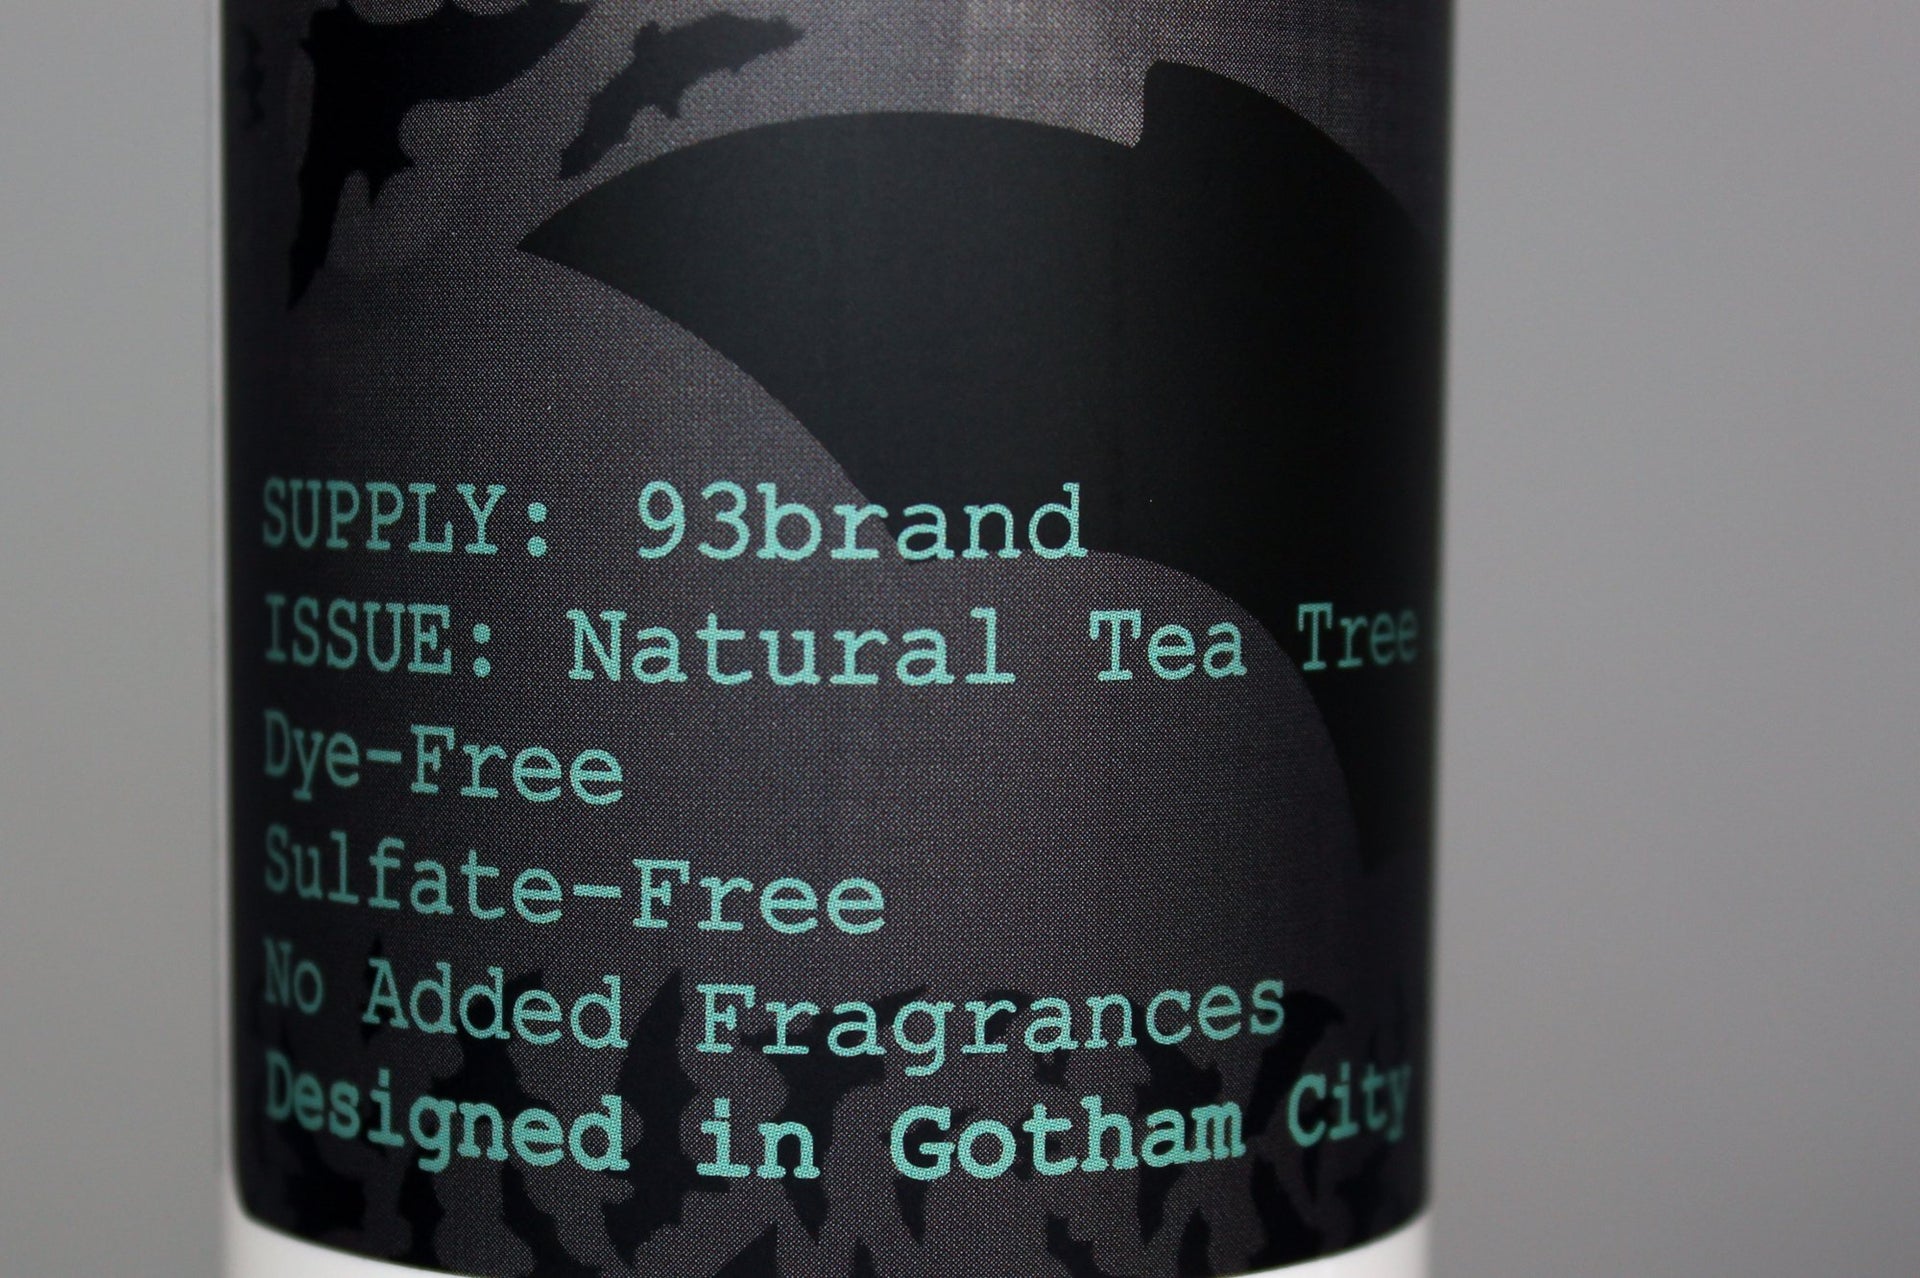 SUPPLY: 93brand
ISSUE: Natural Tea Tree
Dye-Free
Sulfate-Free
No Added Fragrances
Designed in Gotham City